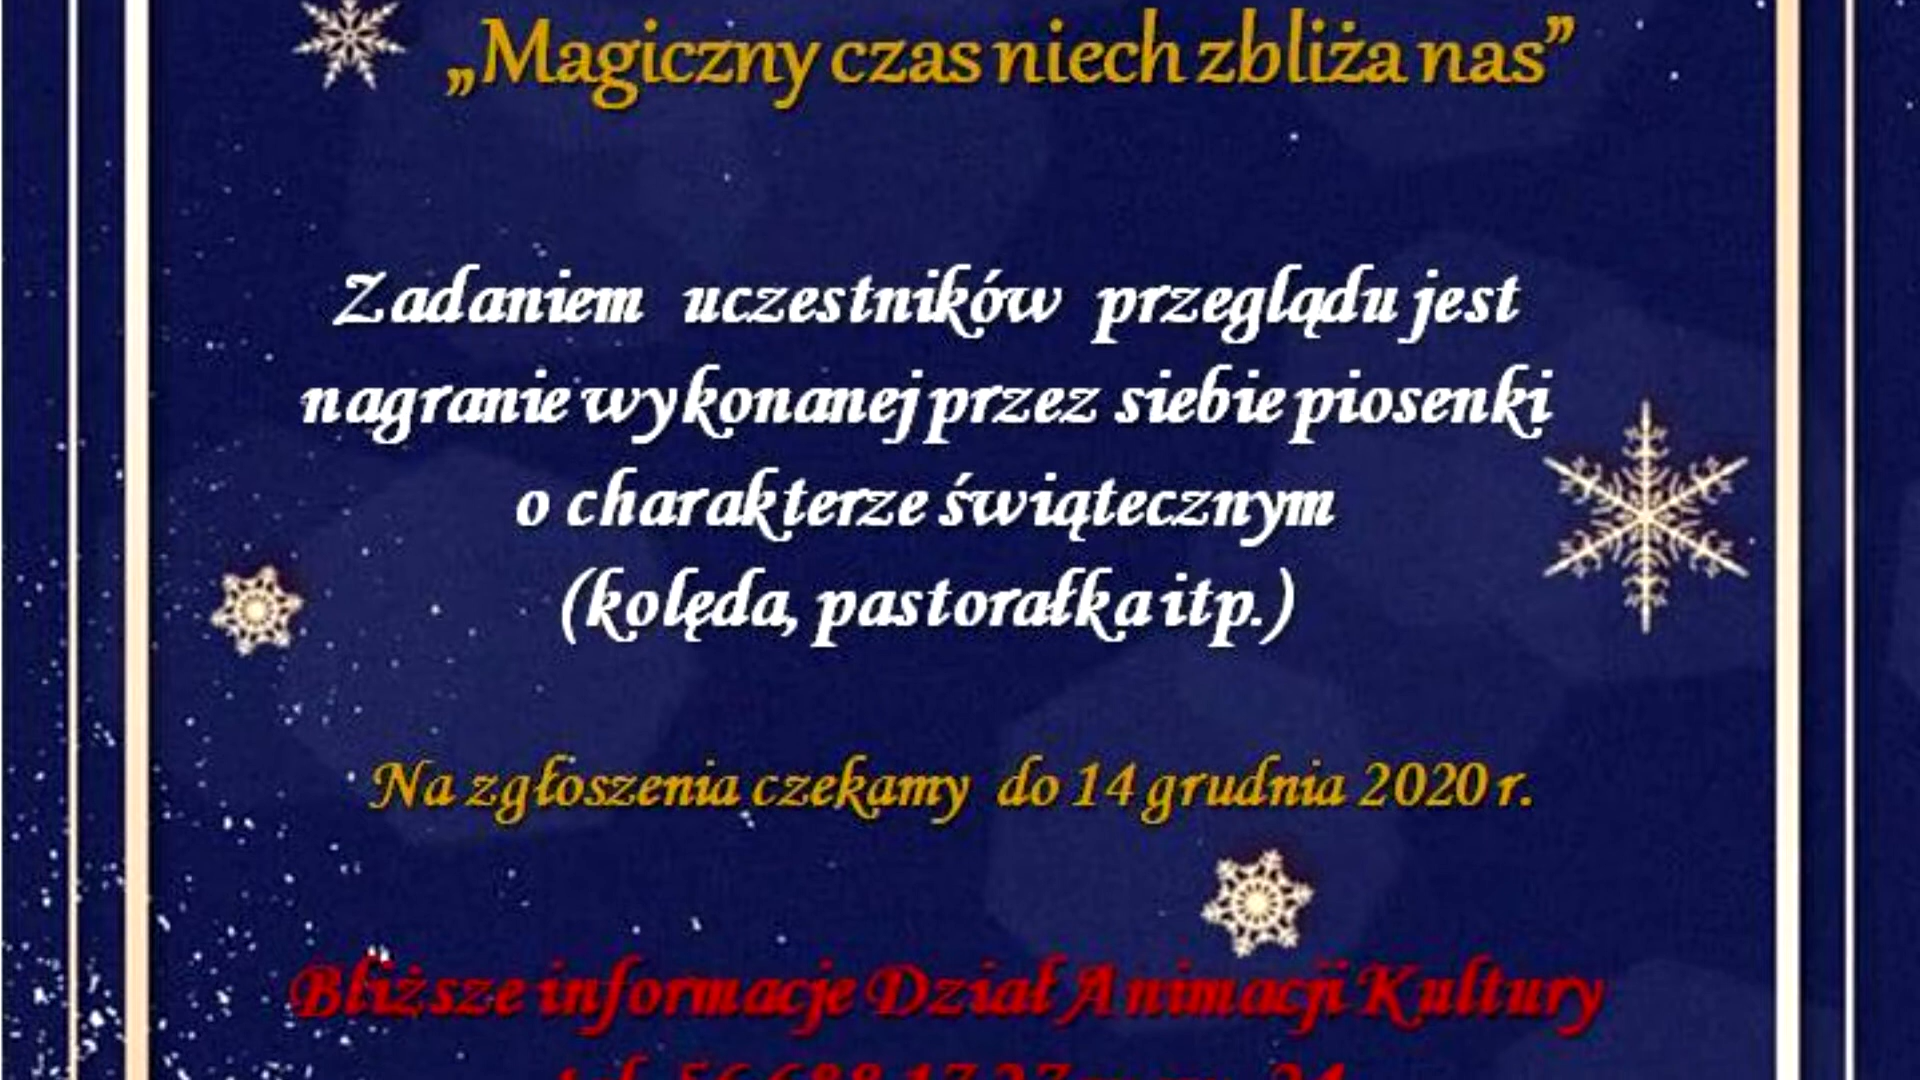 „Magiczny czas niech zbliża nas”
Zadaniem uczestników przeglądu jest
nagranie wykonanej przez siebie piosenki
o charakterze świątecznym
(kolęda, pastorałka itp.)
Na zgłoszenia czekamy do 14 grudnia 2020 r.
Bliższe informacje Dział Animacji Kultury